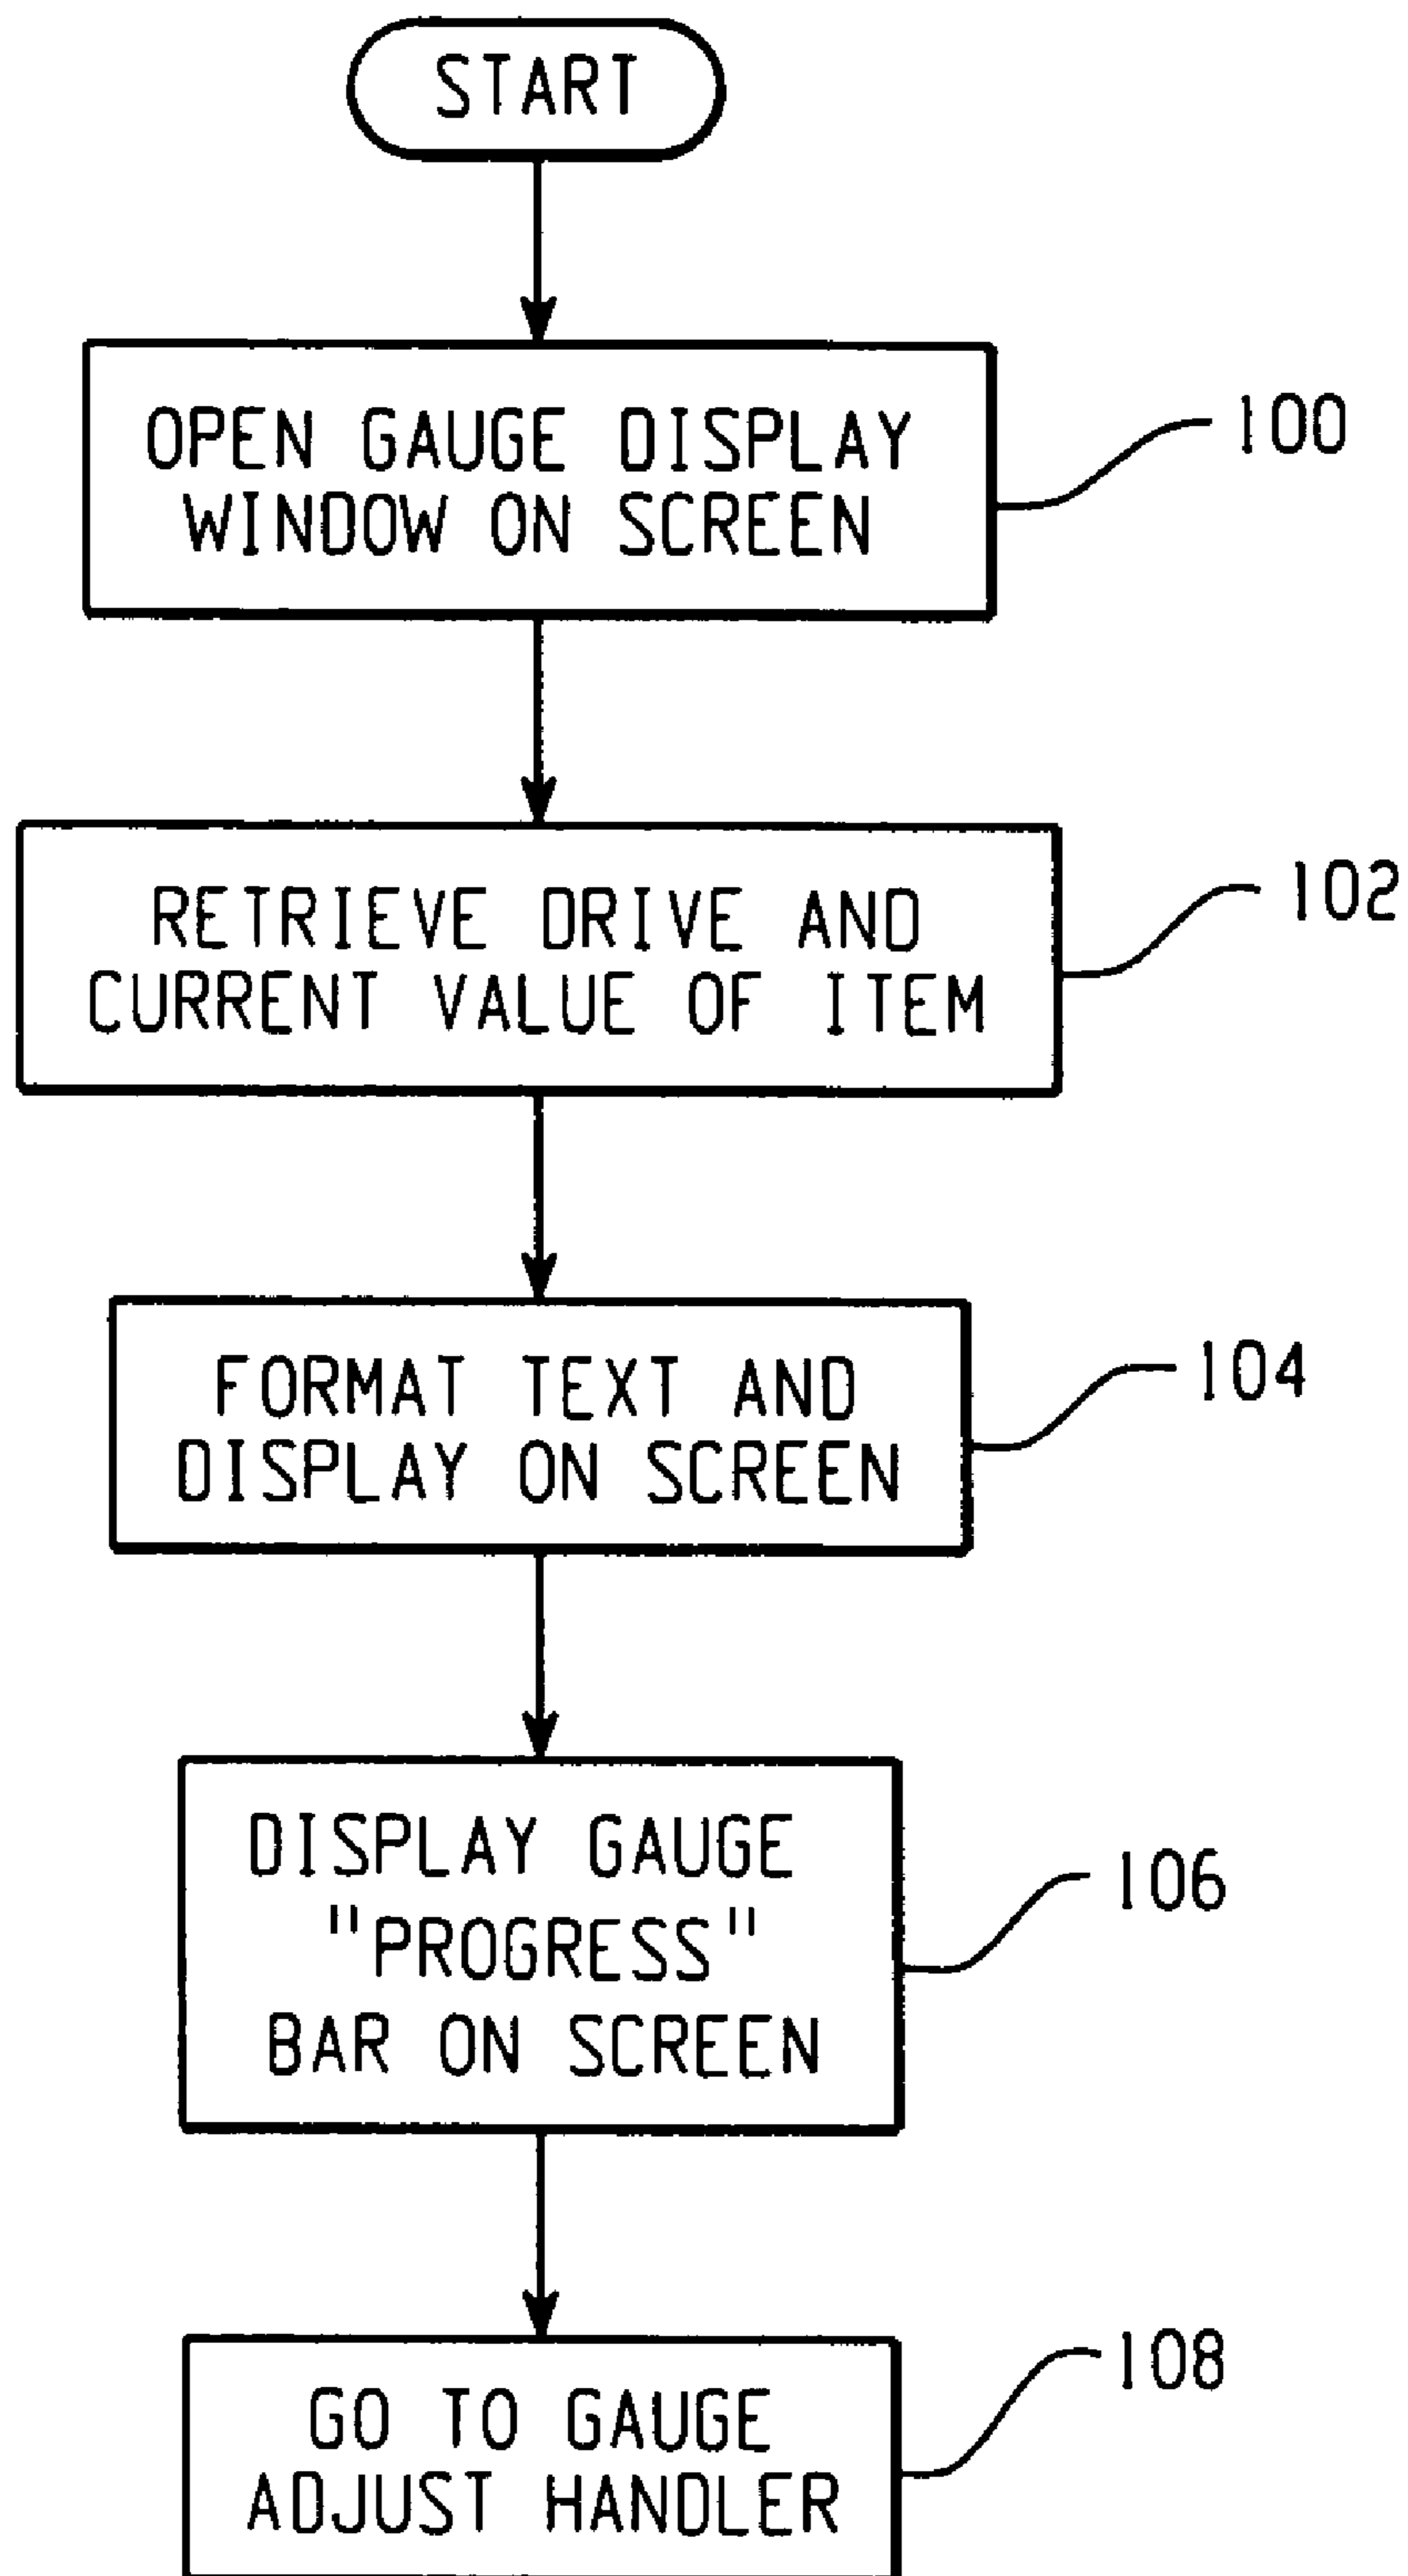 START
OPEN GAUGE DISPLAY
WINDOW ON SCREEN
100
RETRIEVE DRIVE AND
CURRENT VALUE OF ITEM
102
FORMAT TEXT AND
DISPLAY ON SCREEN
104
DISPLAY GAUGE
"PROGRESS"
BAR ON SCREEN
106
GO TO GAUGE
ADJUST HANDLER
108